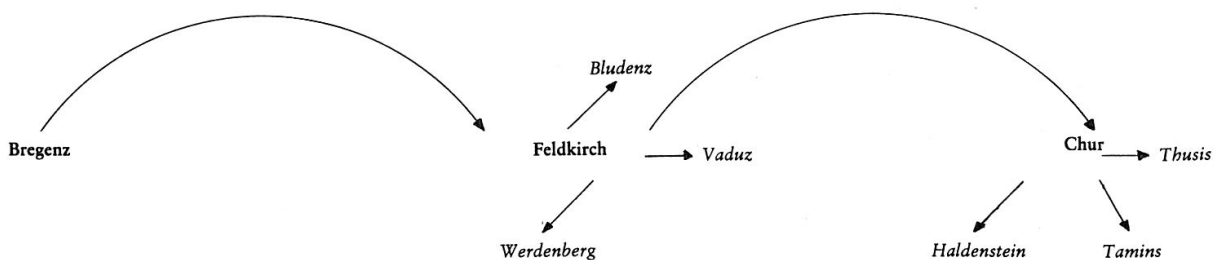 Bludenz
Bregenz Feldkirch Vaduz Chur Thusis
Werdenberg Haldenstein Tamins